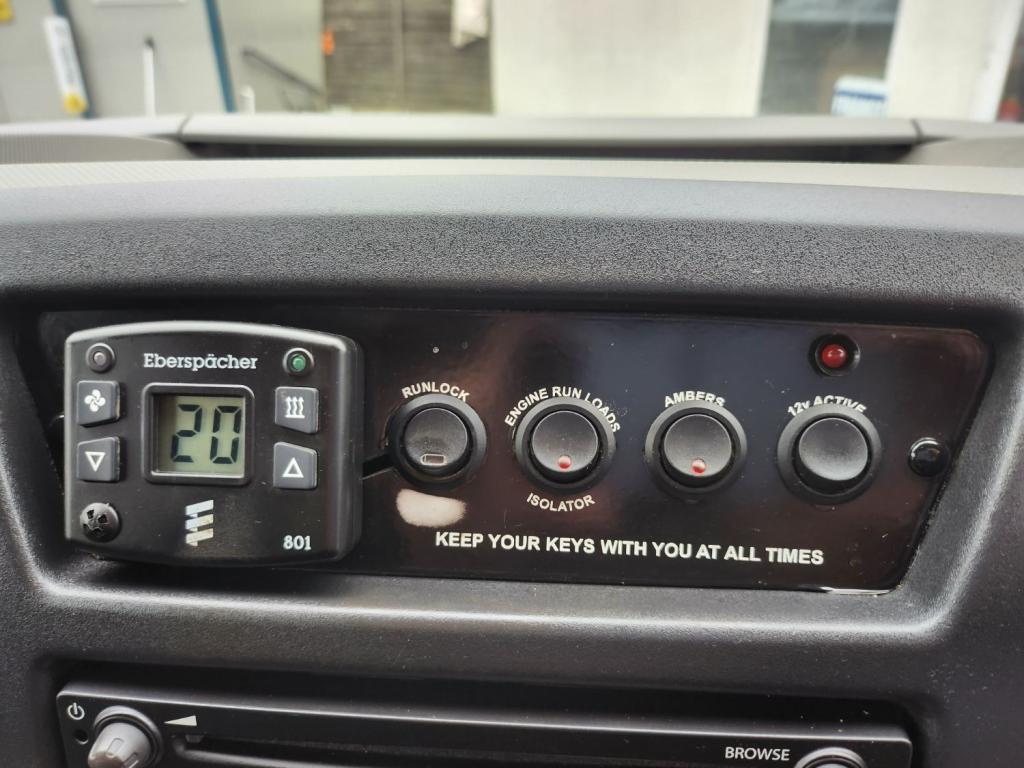 Eberspächer
20
801
RUNLOCK
ENGINE RUN LOADS
ISOLATOR
AMBERS
12v ACTIVE
KEEP YOUR KEYS WITH YOU AT ALL TIMES
BROWSE